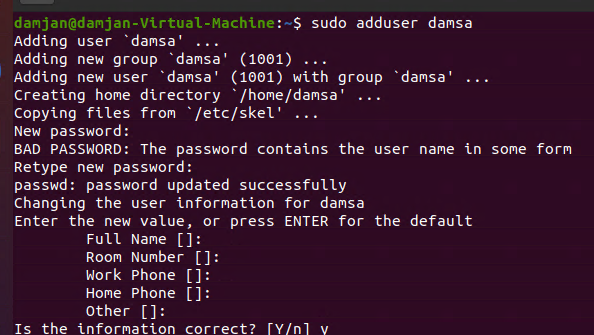 damjan@damjan-Virtual-Machine:~$ sudo adduser damsa
Adding user `damsa' ...
Adding new group `damsa' (1001) ...
Adding new user `damsa' (1001) with group `damsa' ...
Creating home directory `/home/damsa' ...
Copying files from `/etc/skel' ...
New password:
BAD PASSWORD: The password contains the user name in some form
Retype new password:
passwd: password updated successfully
Changing the user information for damsa
Enter the new value, or press ENTER for the default
Full Name []:
Room Number []:
Work Phone []:
Home Phone []:
Other []:
Is the information correct? [Y/n] y